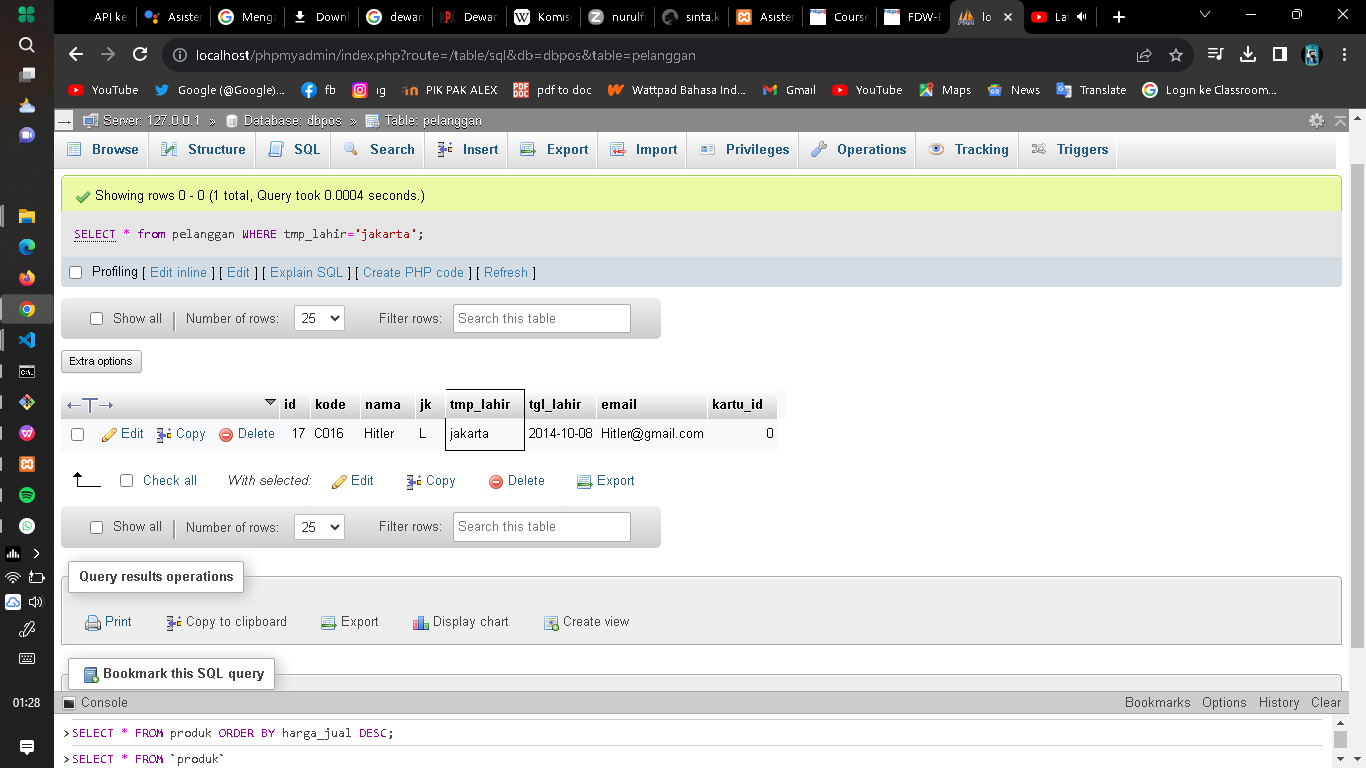 API ke Asister Menga Downl dewan Dewar Komis nurulfi sinta.k Asisten Course FDW-D lo La
localhost/phpmyadmin/index.php?route=/table/sql&db=dbpos&table=pelanggan
YouTube Google (@Google)... fb ig PIK PAK ALEX pdf to doc Wattpad Bahasa Ind... Gmail YouTube Maps News Translate Login ke Classroom...
Server: 127.0.0.1 » Database: dbpos » Table: pelanggan
Browse Structure SQL Search Insert Export Import Privileges Operations Tracking Triggers
Showing rows 0 - 0 (1 total, Query took 0.0004 seconds.)
SELECT * from pelanggan WHERE tmp_lahir='jakarta';
Profiling [ Edit inline ] [ Edit ] [ Explain SQL ] [ Create PHP code ] [ Refresh ]
Show all | Number of rows: 25 Filter rows: Search this table
Extra options
id kode nama jk tmp_lahir tgl_lahir email kartu_id
Edit Copy Delete 17 C016 Hitler L jakarta 2014-10-08 Hitler@gmail.com 0
Check all With selected: Edit Copy Delete Export
Show all | Number of rows: 25 Filter rows: Search this table
Query results operations
Print Copy to clipboard Export Display chart Create view
Bookmark this SQL query
01:28
Console Bookmarks Options History Clear
>SELECT * FROM produk ORDER BY harga_jual DESC;
>SELECT * FROM `produk`